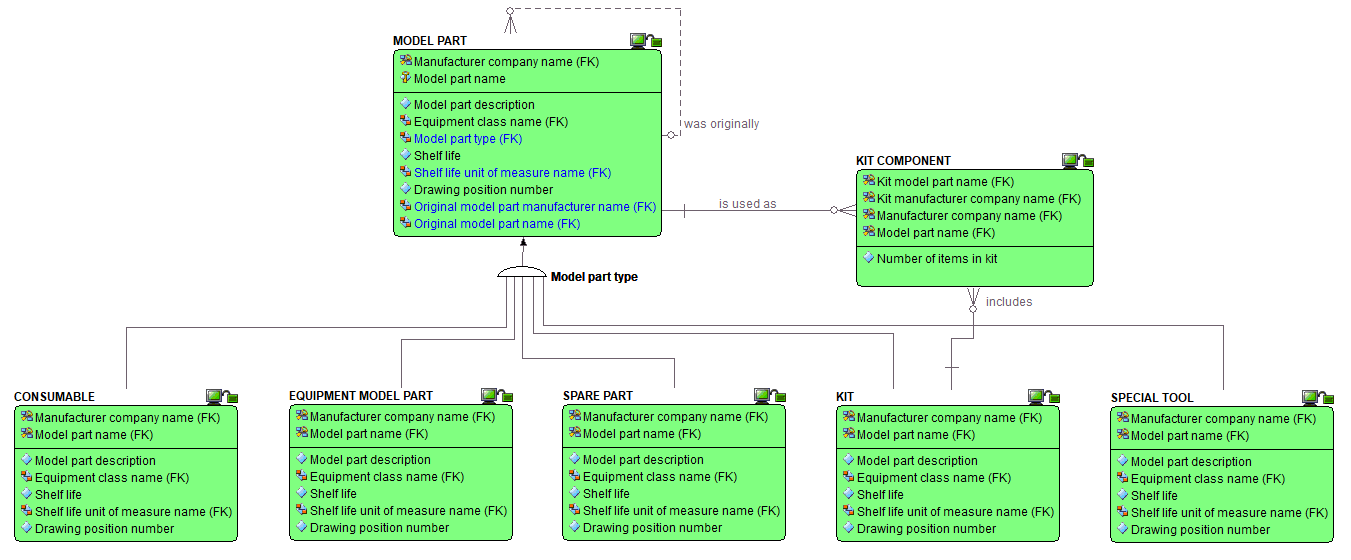 MODEL PART
Manufacturer company name (FK)
Model part name
Model part description
Equipment class name (FK)
Model part type (FK)
Shelf life
Shelf life unit of measure name (FK)
Drawing position number
Original model part manufacturer name (FK)
Original model part name (FK)
was originally
is used as
KIT COMPONENT
Kit model part name (FK)
Kit manufacturer company name (FK)
Manufacturer company name (FK)
Model part name (FK)
Number of items in kit
Model part type
includes
CONSUMABLE
Manufacturer company name (FK)
Model part name (FK)
Model part description
Equipment class name (FK)
Shelf life
Shelf life unit of measure name (FK)
Drawing position number
EQUIPMENT MODEL PART
Manufacturer company name (FK)
Model part name (FK)
Model part description
Equipment class name (FK)
Shelf life
Shelf life unit of measure name (FK)
Drawing position number
SPARE PART
Manufacturer company name (FK)
Model part name (FK)
Model part description
Equipment class name (FK)
Shelf life
Shelf life unit of measure name (FK)
Drawing position number
KIT
Manufacturer company name (FK)
Model part name (FK)
Model part description
Equipment class name (FK)
Shelf life
Shelf life unit of measure name (FK)
Drawing position number
SPECIAL TOOL
Manufacturer company name (FK)
Model part name (FK)
Model part description
Equipment class name (FK)
Shelf life
Shelf life unit of measure name (FK)
Drawing position number